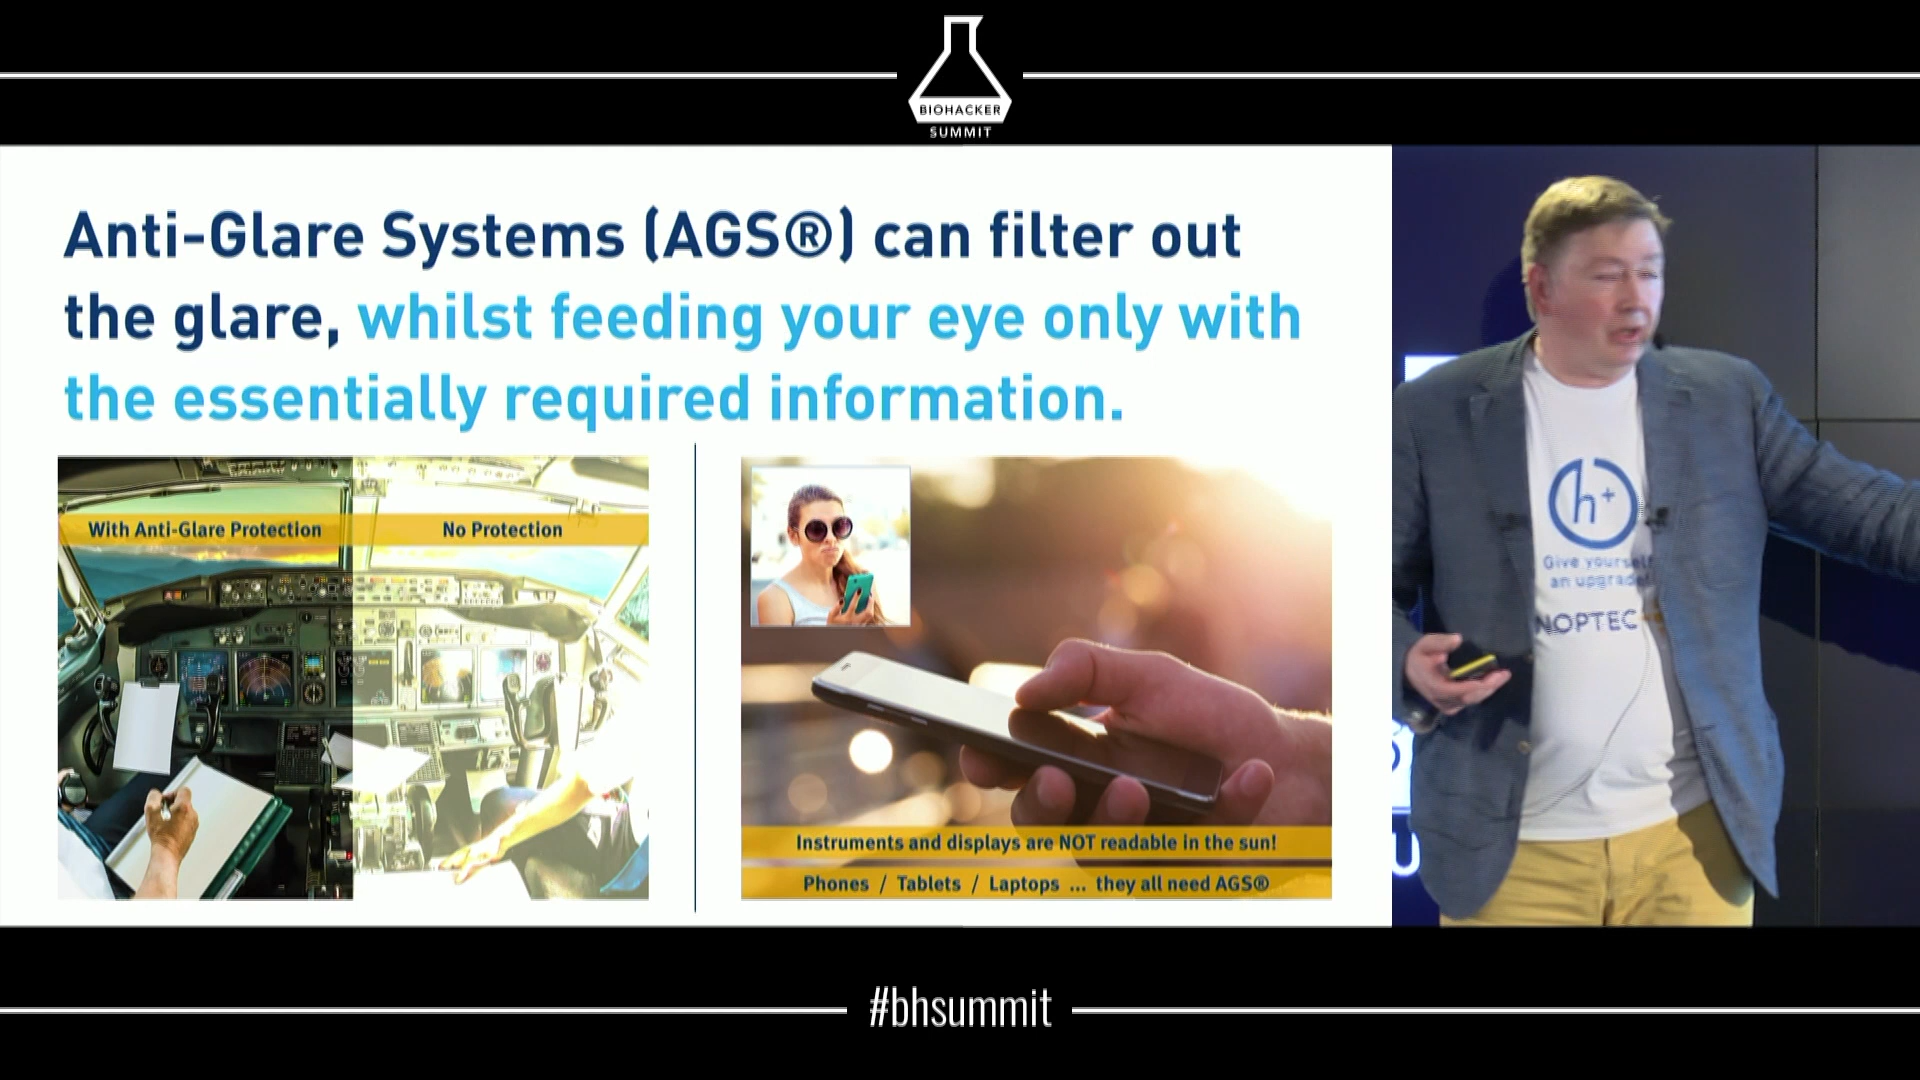 BIOHACKER
SUMMIT
Anti-Glare Systems (AGS®) can filter out
the glare, whilst feeding your eye only with
the essentially required information.
With Anti-Glare Protection
No Protection
Instruments and displays are NOT readable in the sun!
Phones / Tablets / Laptops ... they all need AGS®
h+
Give yourself
an upgrade!
NOPTEC
#bhsummit